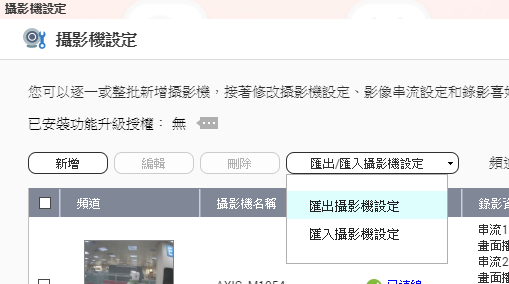 攝影機設定
攝影機設定
您可以逐一或整批新增攝影機，接著修改攝影機設定、影像串流設定和錄影喜好
已安裝功能升級授權： 無
新增 編輯 刪除 匯出/匯入攝影機設定 頻
頻道 攝影機名稱 匯出攝影機設定 錄影
匯入攝影機設定
串流1
畫面
串流2
畫面
已連線